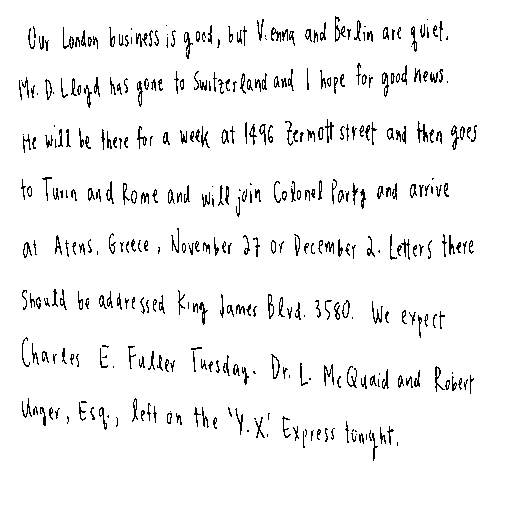 Our London business is good, but Vienna and Berlin are quiet.
Mr. D. Lloyd has gone to Switzerland and I hope for good news.
He will be there for a week at 1496 Zermott street and then goes
to Turin and Rome and will join Colonel Party and arrive
at Atens, Greece, November 27 or December 2. Letters there
Should be addressed King James Blvd. 3580. We expect
Charles E. Fuller Tuesday. Dr. L. McQuaid and Robert
Unger, Esq., left on the 'Y.X.' Express tonight.